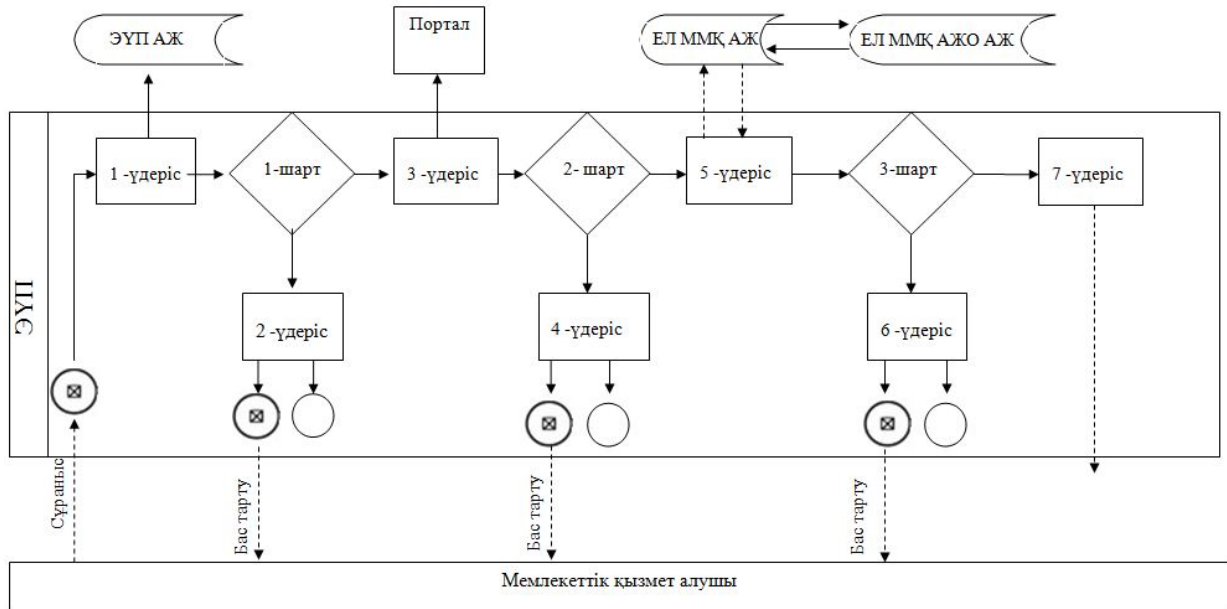 ЭҮП АЖ
Портал
ЕЛ ММҚ АЖ
ЕЛ ММҚ АЖО АЖ
ЭҮП
1 -үдеріс
1-шарт
3 -үдеріс
2- шарт
5 -үдеріс
3-шарт
7 -үдеріс
2 -үдеріс
4 -үдеріс
6 -үдеріс
Сұраныс
Бас тарту
Бас тарту
Бас тарту
Мемлекеттік қызмет алушы